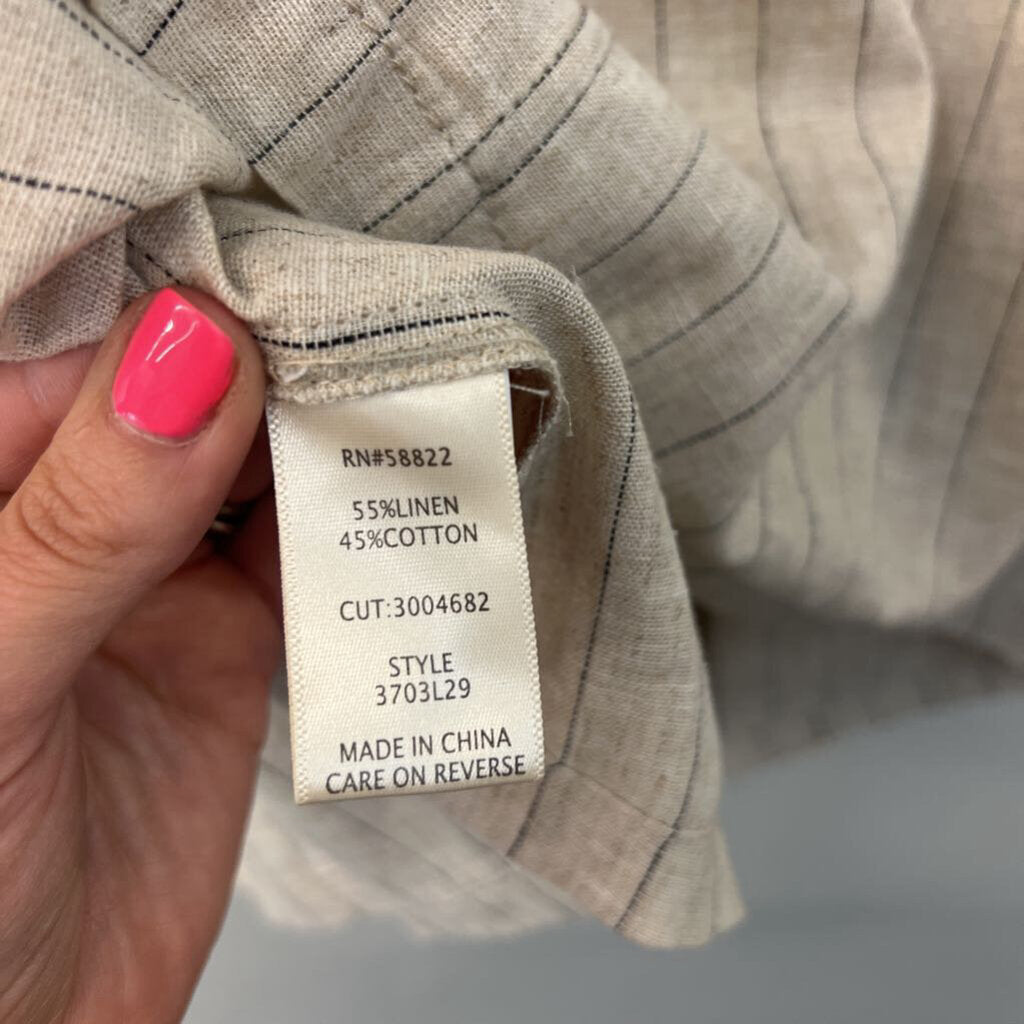 RN#58822
55%LINEN
45%COTTON
CUT:3004682
STYLE
3703L29
MADE IN CHINA
CARE ON REVERSE